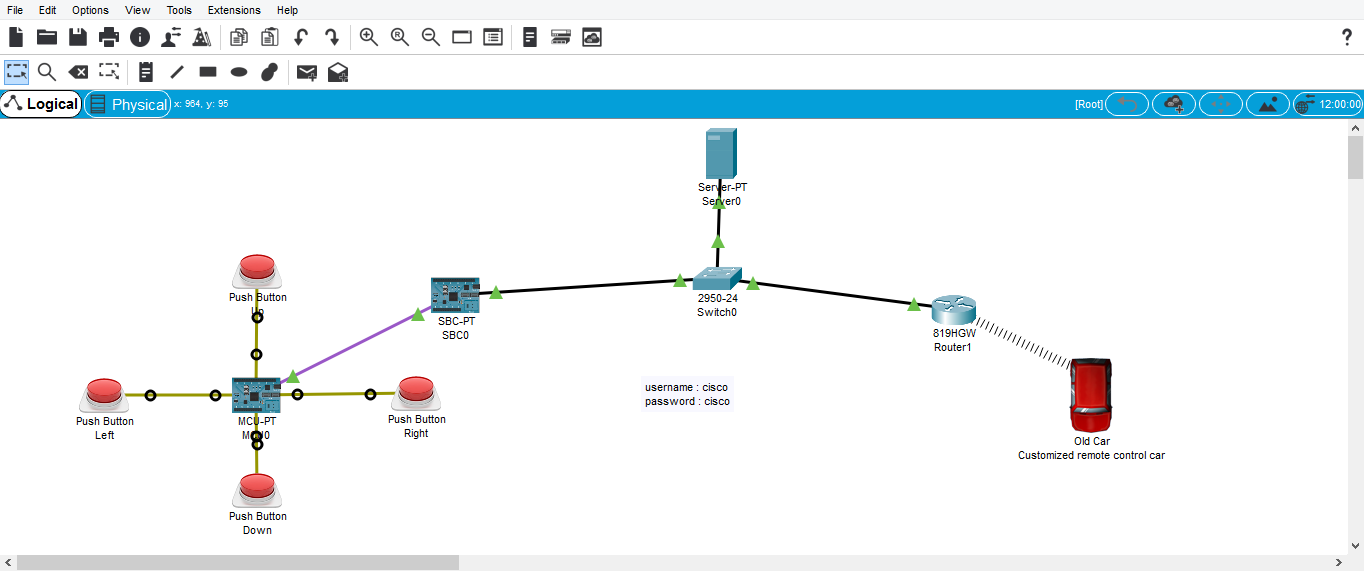 File Edit Options View Tools Extensions Help
?
Logical Physical x: 964, y: 95 [Root] 12:00:00
Server-PT
Server0
Push Button
Up
2950-24
Switch0
SBC-PT
SBC0
819HGW
Router1
username : cisco
password : cisco
Push Button
Left
MCU-PT
MCU0
Push Button
Right
Old Car
Customized remote control car
Push Button
Down